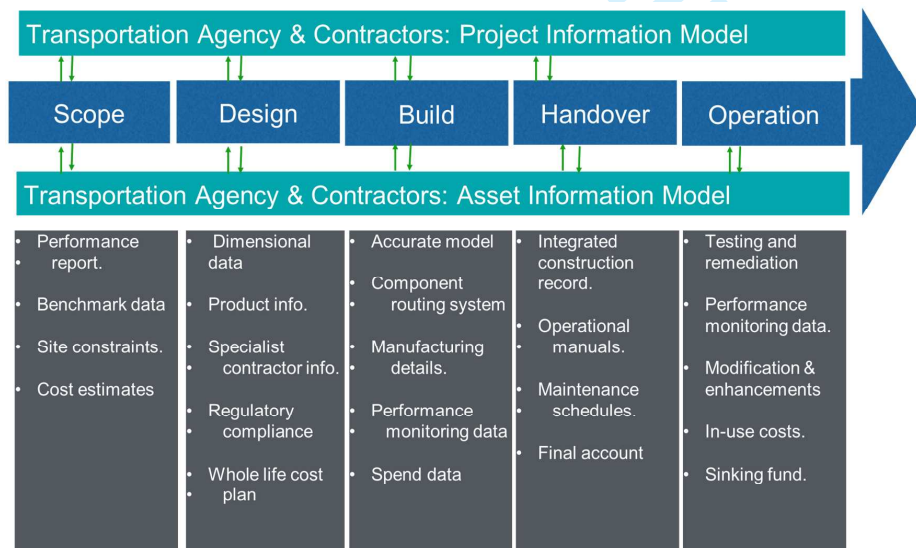 Transportation Agency & Contractors: Project Information Model
Scope
Design
Build
Handover
Operation
Transportation Agency & Contractors: Asset Information Model
• Performance
• report.
• Benchmark data
• Site constraints.
• Cost estimates
• Dimensional
data
• Product info.
• Specialist
• contractor info.
• Regulatory
• compliance
• Whole life cost
• plan
• Accurate model
• Component
• routing system
• Manufacturing
• details.
• Performance
• monitoring data
• Spend data
• Integrated
construction
record.
• Operational
• manuals.
• Maintenance
• schedules.
• Final account
• Testing and
remediation
• Performance
monitoring data.
• Modification &
enhancements
• In-use costs.
• Sinking fund.